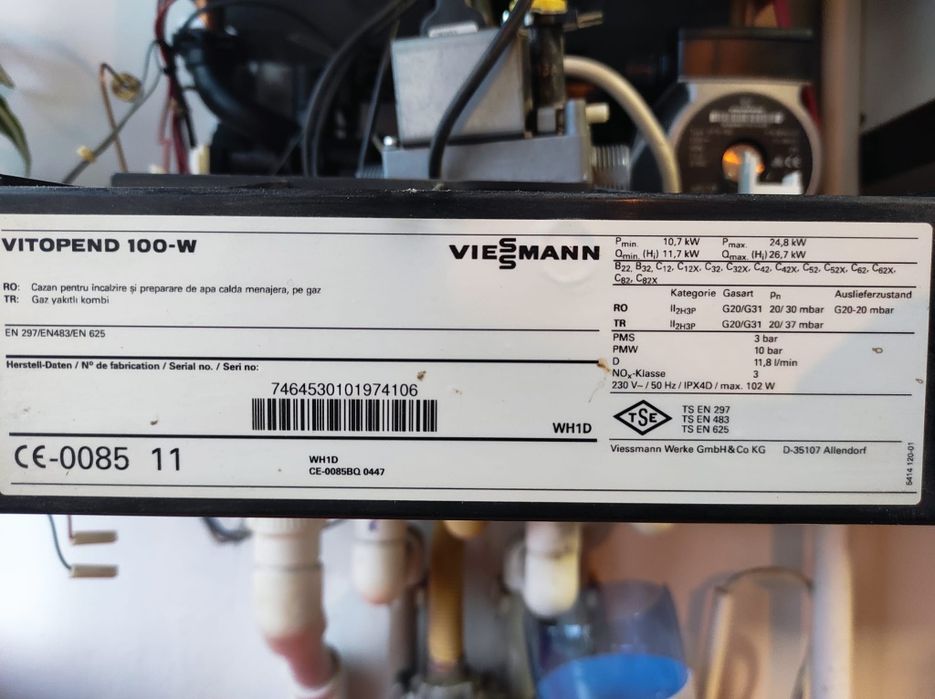 VITOPEND 100-W
VIESSMANN
RO: Cazan pentru încalzire și preparare de apa calda menajera, pe gaz
TR: Gaz yakıtlı kombi
EN 297/EN483/EN 625
Herstell-Daten / N° de fabrication / Serial no. / Seri no:
7464530101974106
WH1D
CE-0085 11
WH1D
CE-0085BQ 0447
Pmin. 10,7 kW Pmax. 24,8 kW
Qmin. (Hi) 11,7 kW Qmax. (Hi) 26,7 kW
B22, B32, C12, C12X, C32, C32X, C42, C42X, C52, C52X, C62, C62X,
C82, C82X
Kategorie Gasart pn Auslieferzustand
RO II2H3P G20/G31 20/30 mbar G20-20 mbar
TR II2H3P G20/G31 20/37 mbar
PMS 3 bar
PMW 10 bar
D 11,8 l/min
NOx-Klasse 3
230 V~ / 50 Hz / IPX4D / max. 102 W
TSE
TS EN 297
TS EN 483
TS EN 625
Viessmann Werke GmbH&Co KG D-35107 Allendorf
5414 120-01